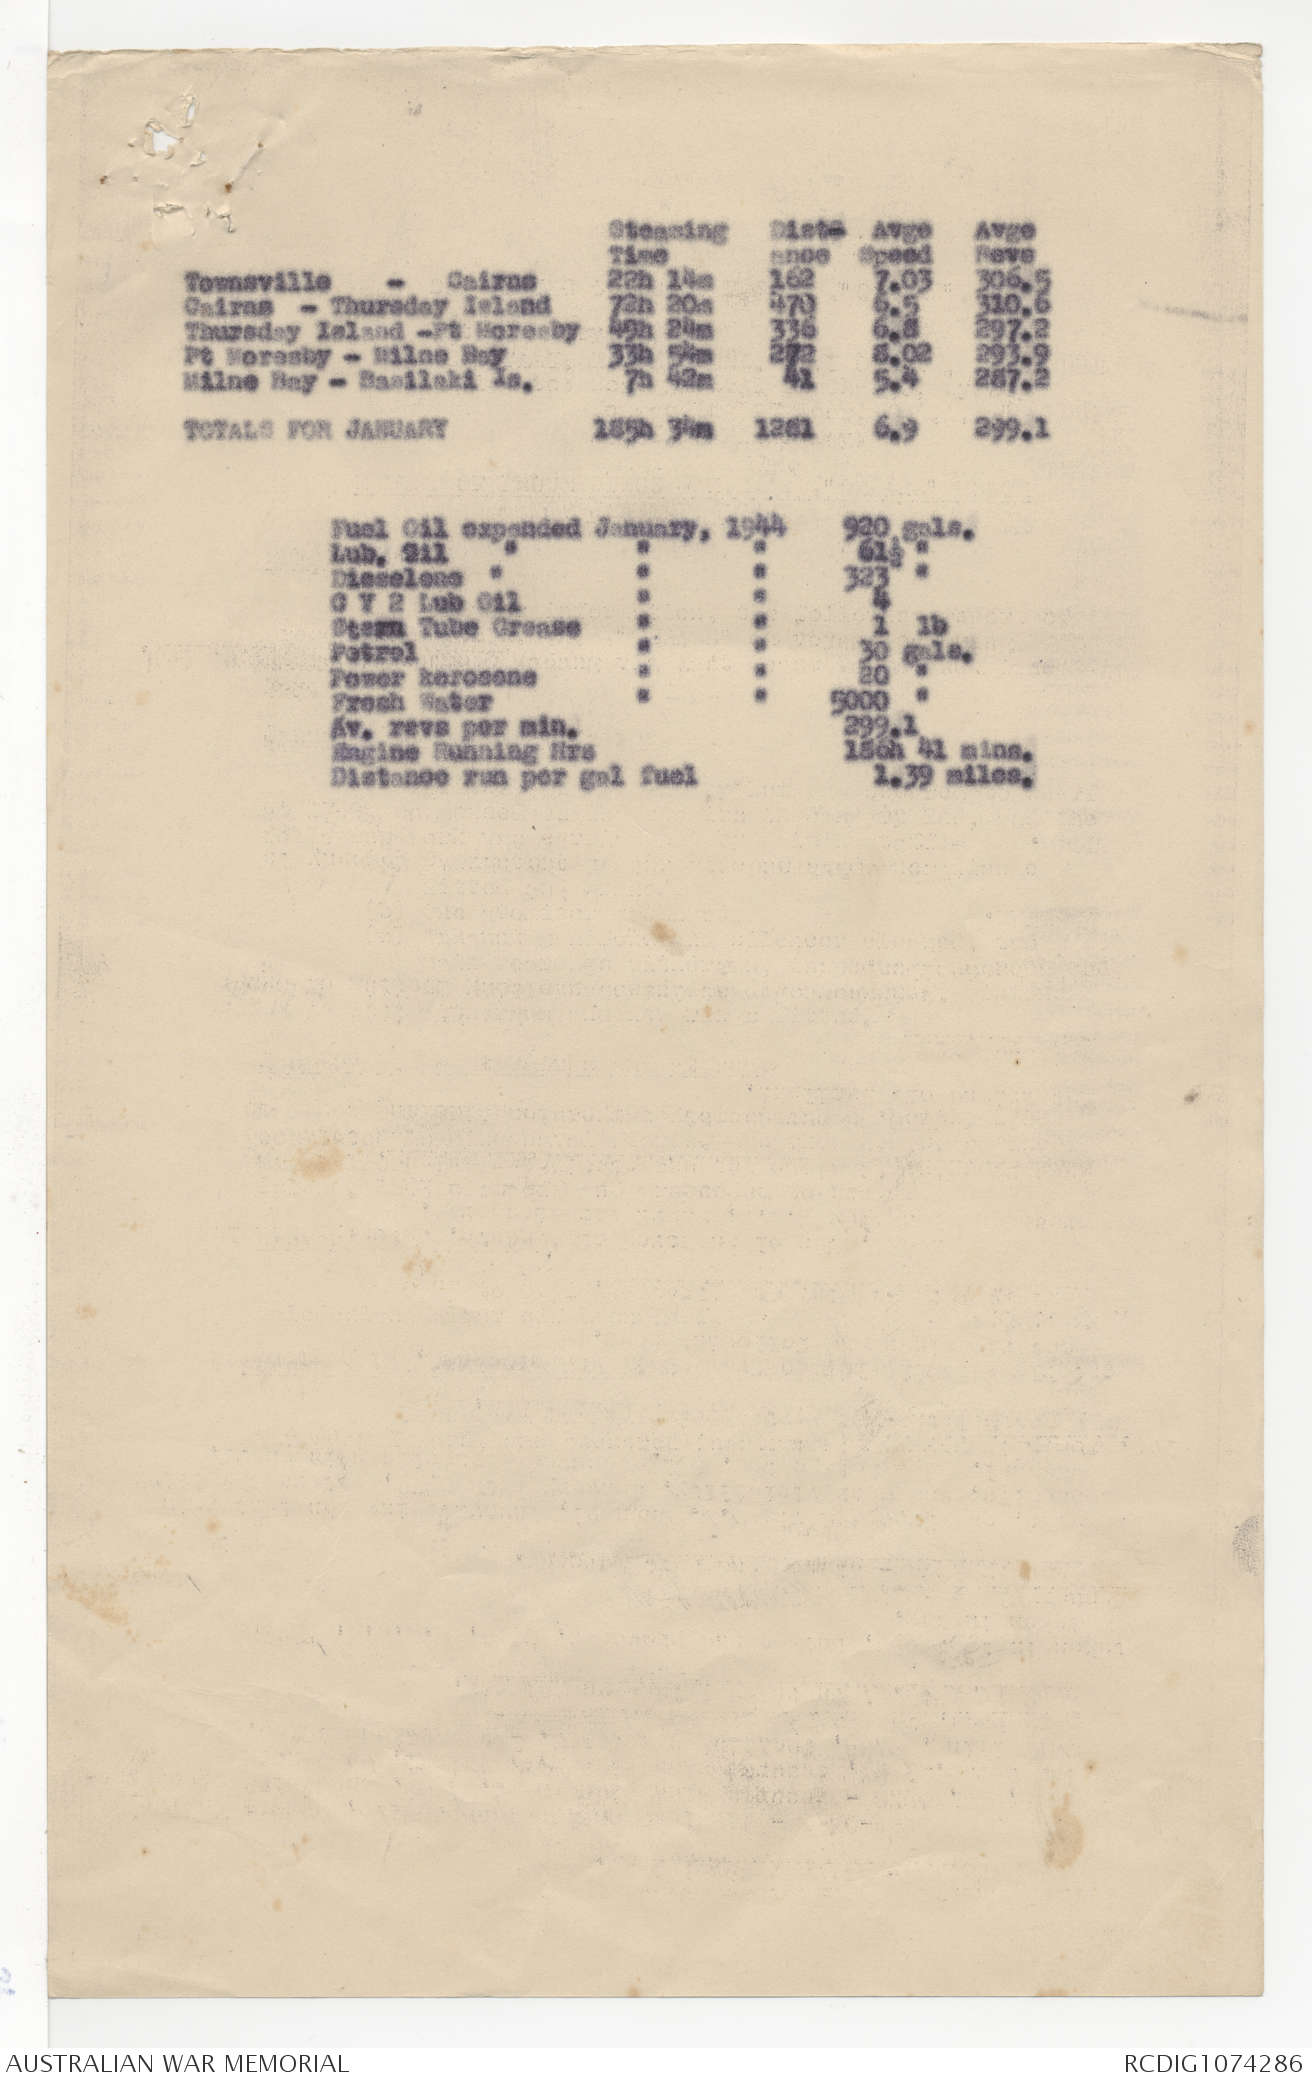 Steaming Dist- Avge Avge
Time ance Speed Revs
Townsville - Cairns 22h 14m 162 7.03 306.5
Cairns - Thursday Island 72h 20m 470 6.5 310.6
Thursday Island -Pt Moresby 49h 24m 336 6.8 297.2
Pt Moresby - Milne Bay 33h 54m 272 8.02 293.9
Milne Bay - Basilaki Is. 7h 42m 41 5.4 287.2
TOTALS FOR JANUARY 185h 34m 1281 6.9 299.1
Fuel Oil expended January, 1944 920 gals.
Lub. Oil " " " 61½ "
Dieselene " " " 323 "
C Y 2 Lub Oil " " 4
Stern Tube Grease " " 1 lb
Petrol " " 30 gals.
Power kerosene " " 20 "
Fresh Water " " 5000 "
Av. revs per min. 299.1
Engine Running Hrs 186h 41 mins.
Distance run per gal fuel 1.39 miles.
AUSTRALIAN WAR MEMORIAL RCDIG1074286